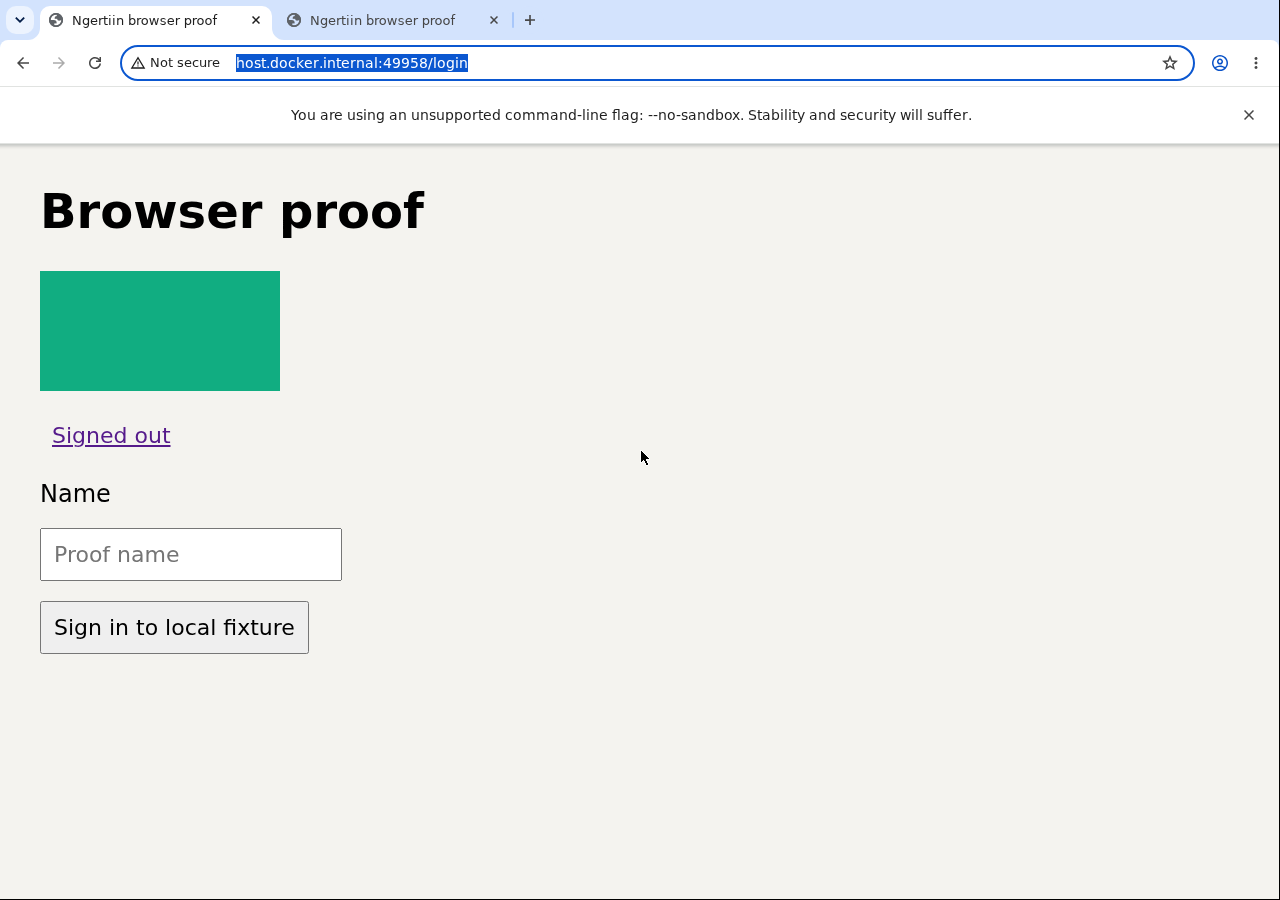 Ngertiin browser proof
Ngertiin browser proof
Not secure
host.docker.internal:49958/login
You are using an unsupported command-line flag: --no-sandbox. Stability and security will suffer.
Browser proof
Signed out
Name
Proof name
Sign in to local fixture